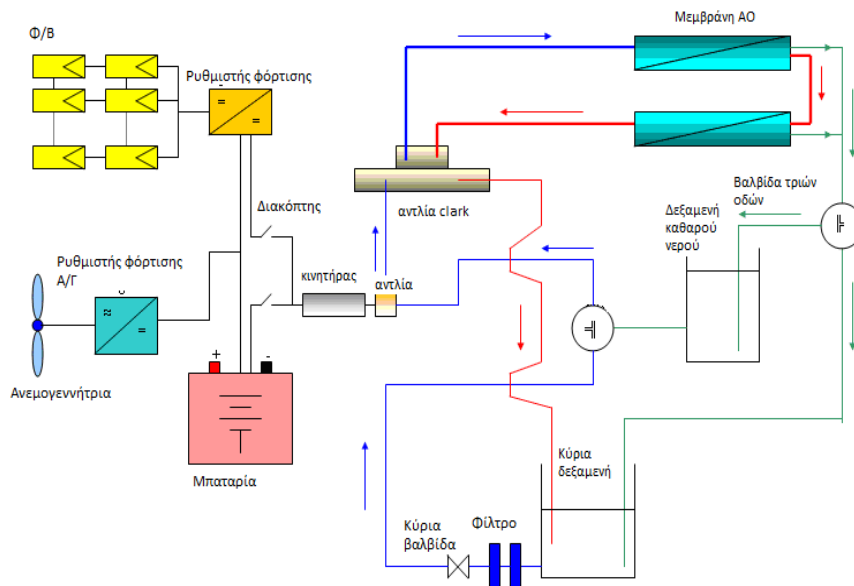 Φ/Β
Ρυθμιστής φόρτισης
Μεμβράνη ΑΟ
αντλία clark
Βαλβίδα τριών
οδών
Διακόπτης
Δεξαμενή
καθαρού
νερού
Ρυθμιστής φόρτισης
Α/Γ
κινητήρας
αντλία
+
-
Ανεμογεννήτρια
Μπαταρία
Κύρια
δεξαμενή
Κύρια
βαλβίδα
Φίλτρο